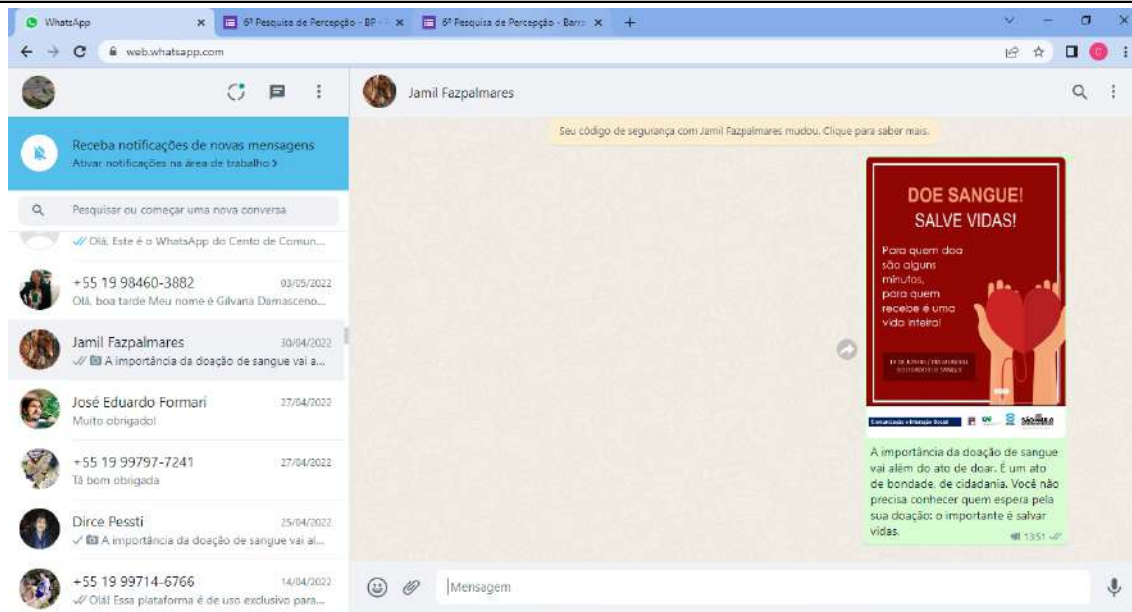 WhatsApp
6ª Pesquisa de Percepção - BP -
6ª Pesquisa de Percepção - Barr
web.whatsapp.com
Jamil Fazpalmares
Receba notificações de novas mensagens
Ativar notificações na área de trabalho >
Pesquisar ou começar uma nova conversa
Olá, Este é o WhatsApp do Cento de Comun...
+55 19 98460-3882 03/05/2022
Olá, boa tarde Meu nome é Gilvana Damasceno...
Jamil Fazpalmares 30/04/2022
A importância da doação de sangue vai a...
José Eduardo Formari 27/04/2022
Muito obrigado!
+55 19 99797-7241 27/04/2022
Tá bom obrigada
Dirce Pessti 25/04/2022
A importância da doação de sangue vai al...
+55 19 99714-6766 14/04/2022
Olá! Essa plataforma é de uso exclusivo para...
Seu código de segurança com Jamil Fazpalmares mudou. Clique para saber mais.
DOE SANGUE!
SALVE VIDAS!
Para quem doa
são alguns
minutos,
para quem
recebe é uma
vida inteira!
Comunicação e Interação Social
SÃO PAULO
A importância da doação de sangue
vai além do ato de doar. É um ato
de bondade, de cidadania. Você não
precisa conhecer quem espera pela
sua doação: o importante é salvar
vidas.
13:51
Mensagem